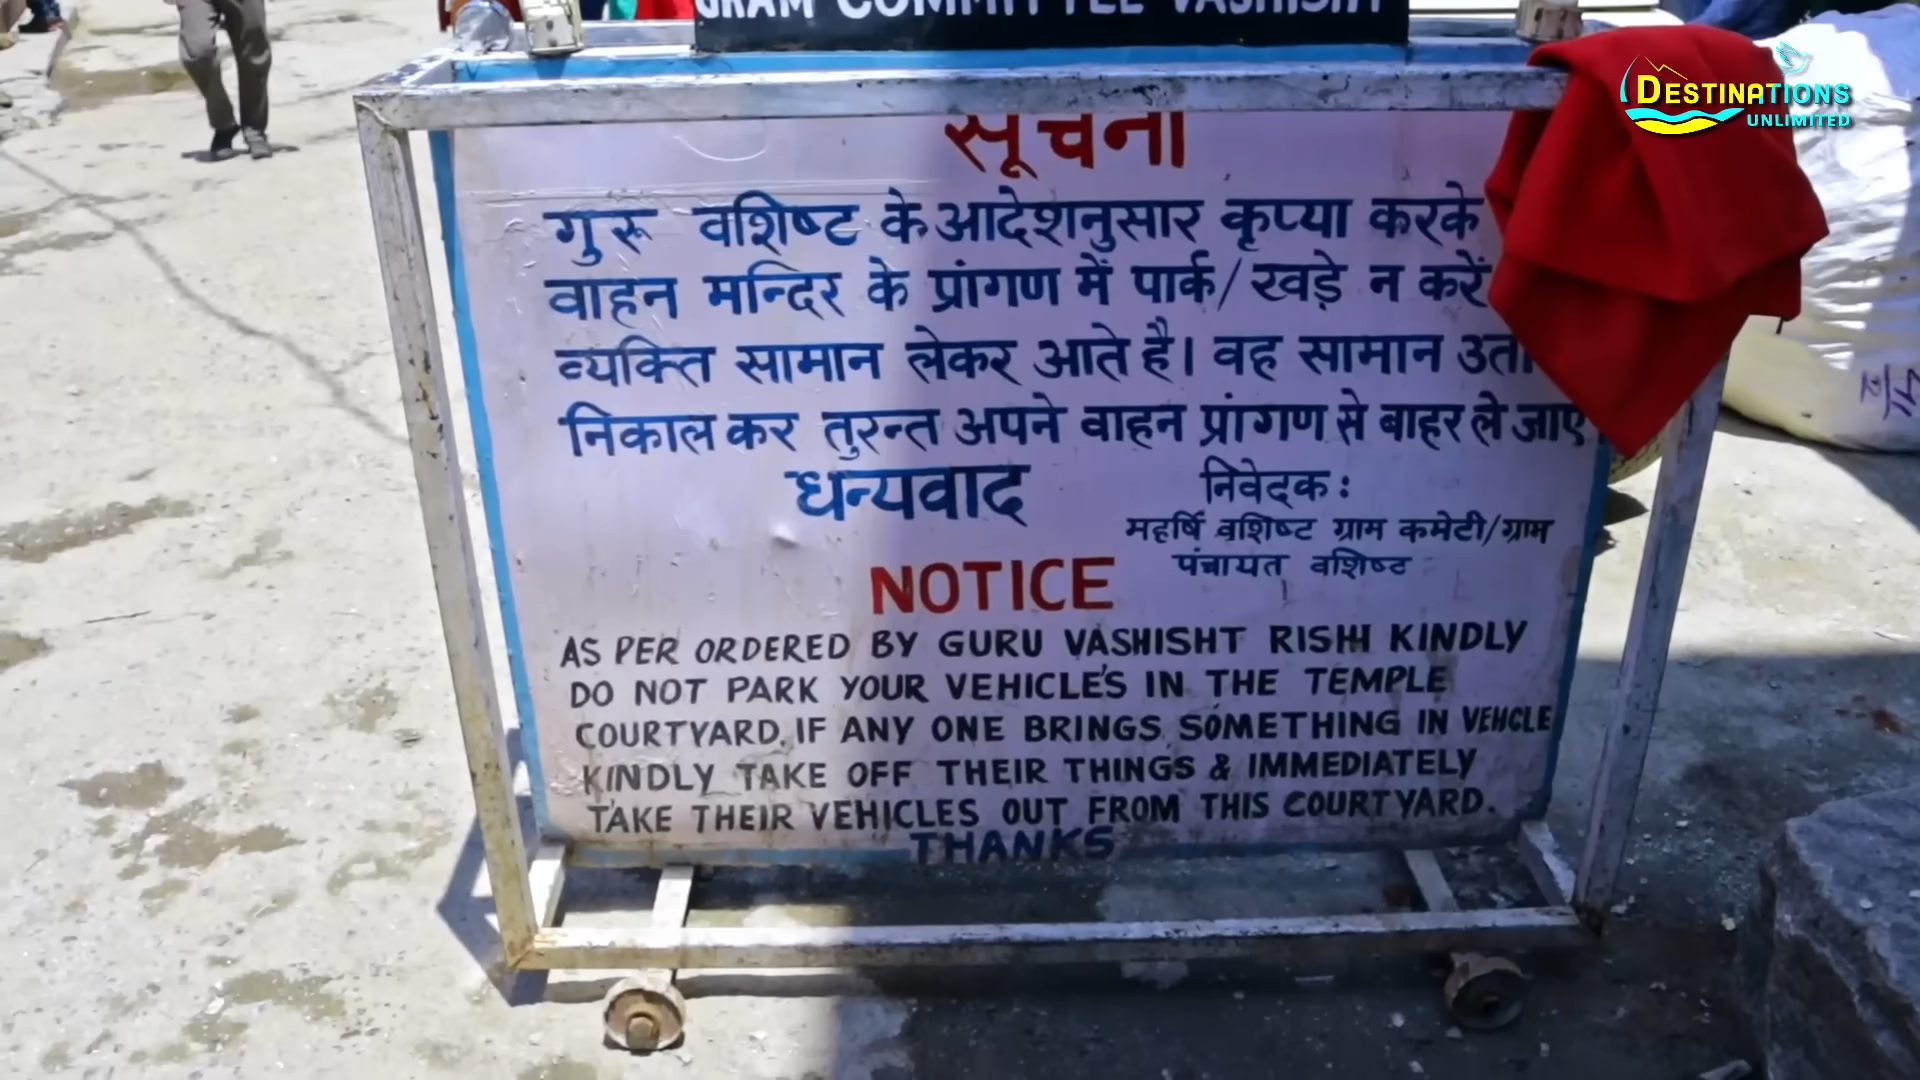 GRAM COMMITTEE VASHISHT
DESTINATIONS
UNLIMITED
सूचना
गुरू वशिष्ट के आदेशनुसार कृप्या करके
वाहन मन्दिर के प्रांगण में पार्क/खड़े न करें
व्यक्ति सामान लेकर आते है। वह सामान
निकाल कर तुरन्त अपने वाहन प्रांगण से बाहर ले जाए
धन्यवाद
निवेदक:
महर्षि वशिष्ट ग्राम कमेटी/ग्राम
पंचायत वशिष्ट
NOTICE
AS PER ORDERED BY GURU VASHISHT RISHI KINDLY
DO NOT PARK YOUR VEHICLE'S IN THE TEMPLE
COURTYARD. IF ANY ONE BRINGS SOMETHING IN VEHCLE
KINDLY TAKE OFF THEIR THINGS & IMMEDIATELY
TAKE THEIR VEHICLES OUT FROM THIS COURTYARD.
THANKS